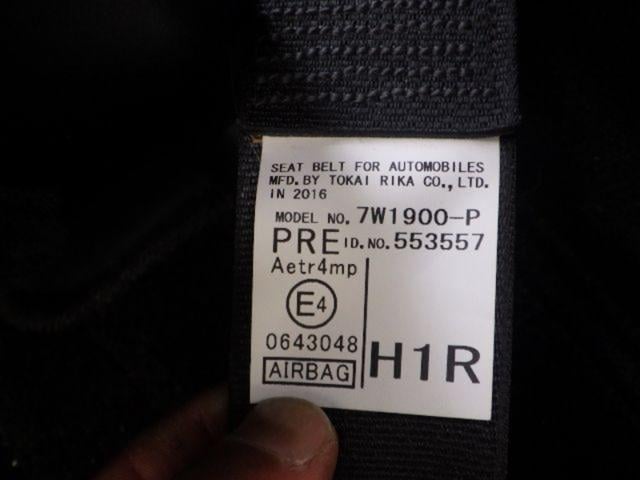 SEAT BELT FOR AUTOMOBILES
MFD. BY TOKAI RIKA CO., LTD.
IN 2016
MODEL NO. 7W1900-P
PRE ID. NO. 553557
Aetr4mp
E4
0643048
AIRBAG
H1R